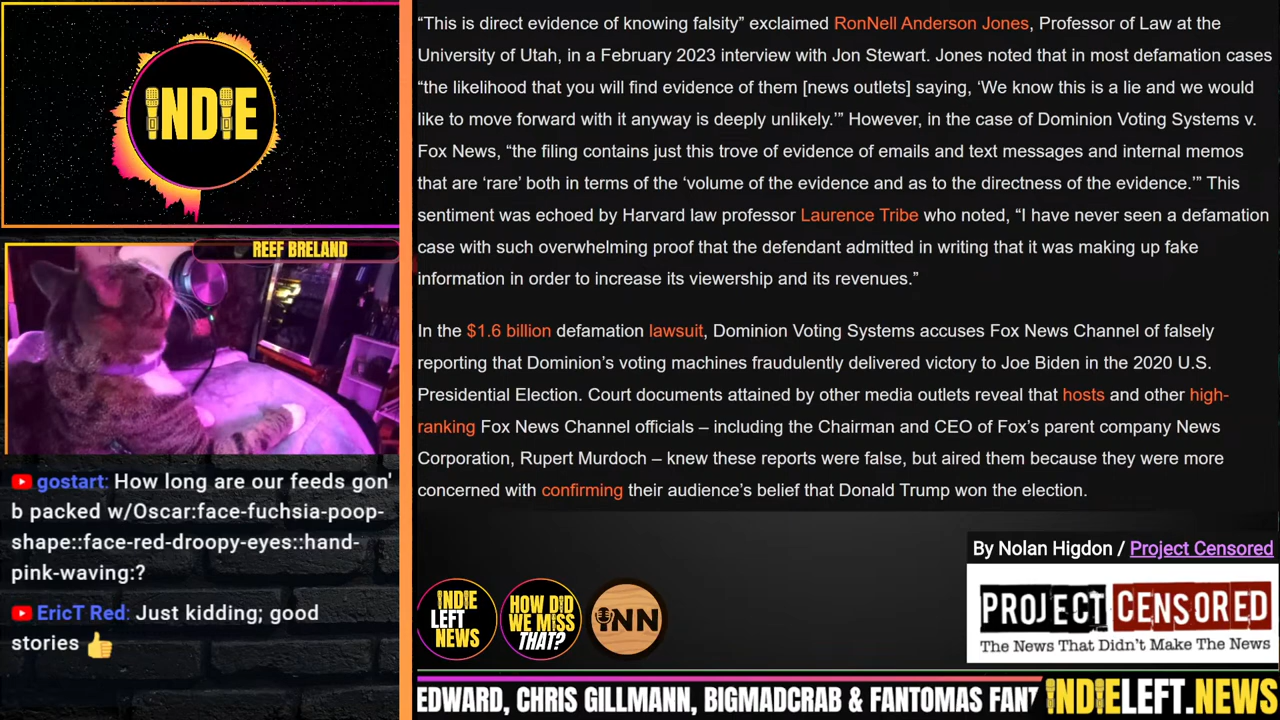 INDIE
REEF BRELAND
gostart: How long are our feeds gon'
b packed w/Oscar:face-fuchsia-poop-
shape::face-red-droopy-eyes::hand-
pink-waving:?
EricT Red: Just kidding; good
stories 👍
“This is direct evidence of knowing falsity” exclaimed RonNell Anderson Jones, Professor of Law at the
University of Utah, in a February 2023 interview with Jon Stewart. Jones noted that in most defamation cases
“the likelihood that you will find evidence of them [news outlets] saying, ‘We know this is a lie and we would
like to move forward with it anyway is deeply unlikely.’” However, in the case of Dominion Voting Systems v.
Fox News, “the filing contains just this trove of evidence of emails and text messages and internal memos
that are ‘rare’ both in terms of the ‘volume of the evidence and as to the directness of the evidence.’” This
sentiment was echoed by Harvard law professor Laurence Tribe who noted, “I have never seen a defamation
case with such overwhelming proof that the defendant admitted in writing that it was making up fake
information in order to increase its viewership and its revenues.”
In the $1.6 billion defamation lawsuit, Dominion Voting Systems accuses Fox News Channel of falsely
reporting that Dominion’s voting machines fraudulently delivered victory to Joe Biden in the 2020 U.S.
Presidential Election. Court documents attained by other media outlets reveal that hosts and other high-
ranking Fox News Channel officials – including the Chairman and CEO of Fox’s parent company News
Corporation, Rupert Murdoch – knew these reports were false, but aired them because they were more
concerned with confirming their audience’s belief that Donald Trump won the election.
By Nolan Higdon / Project Censored
PROJECT CENSORED
The News That Didn't Make The News
INDIE
LEFT
NEWS
HOW DID
WE MISS
THAT?
INN
EDWARD, CHRIS GILLMANN, BIGMADCRAB & FANTOMAS FAN
INDIELEFT.NEWS